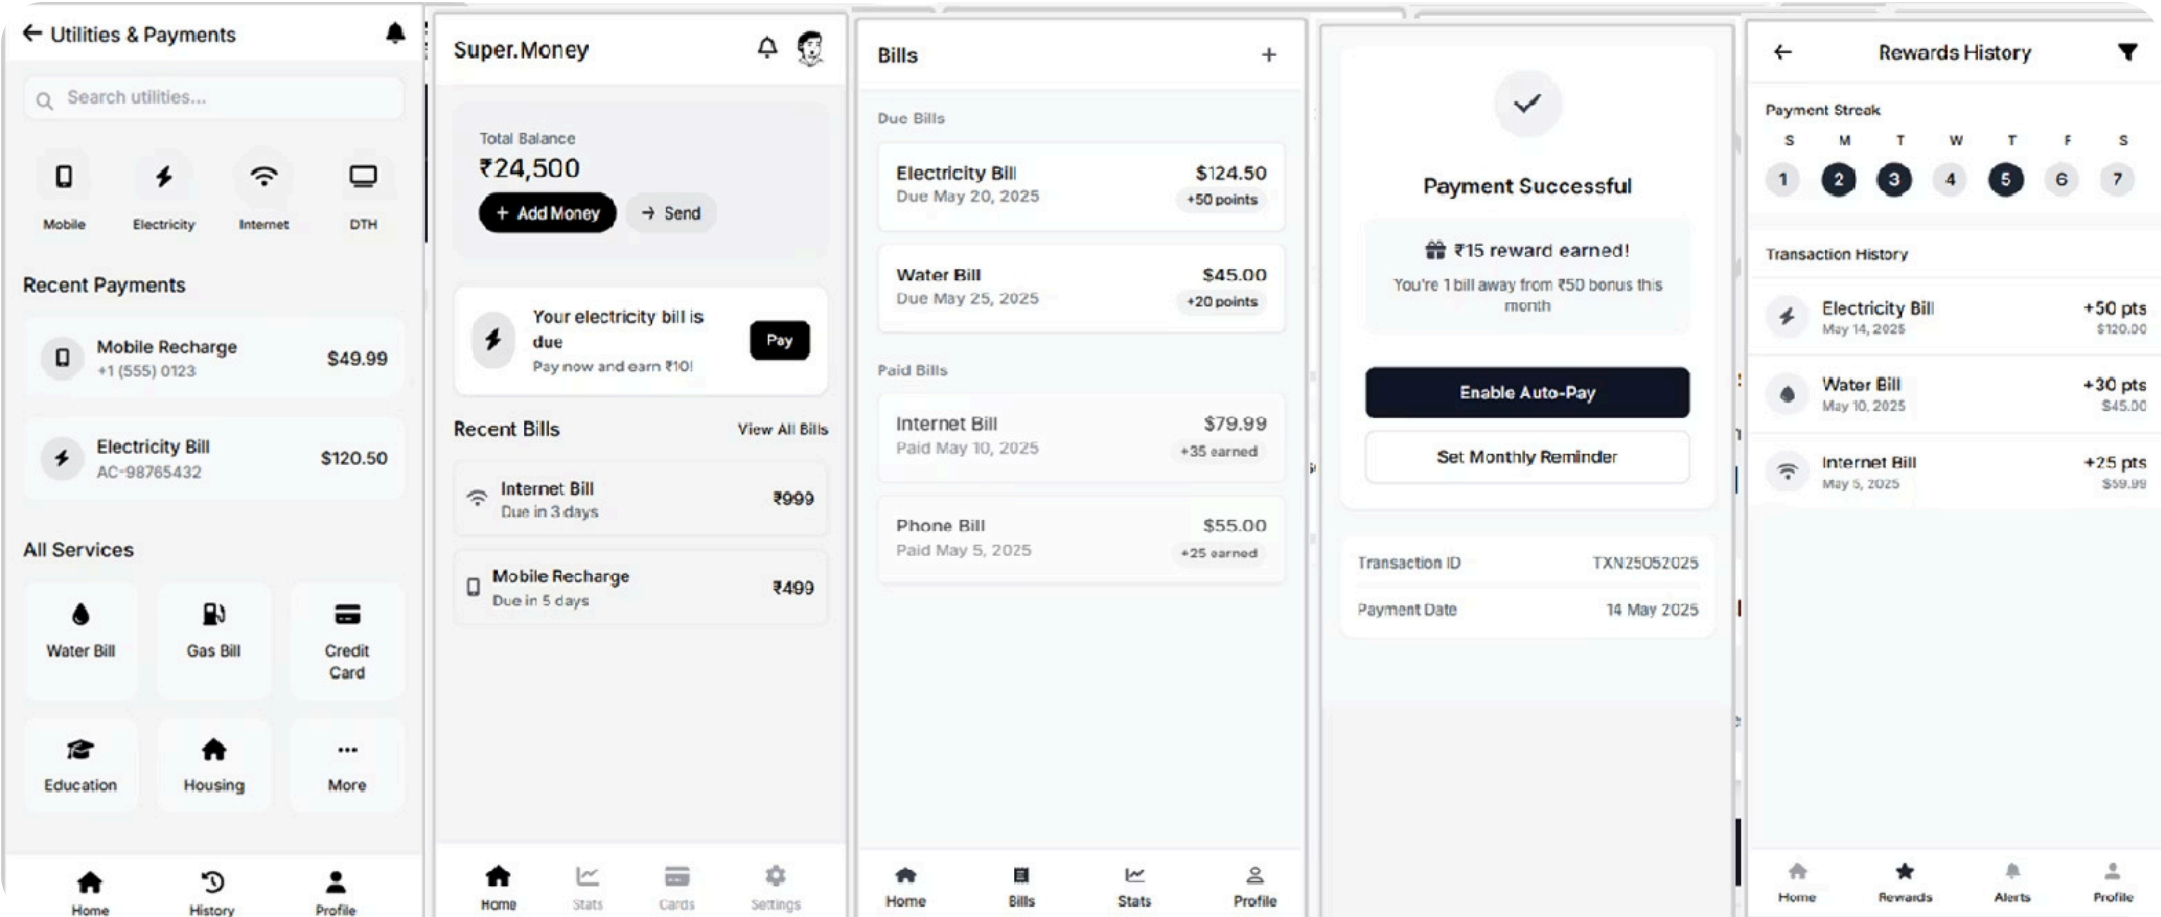 Utilities & Payments
Search utilities...
Mobile
Electricity
Internet
DTH
Recent Payments
Mobile Recharge
+1 (555) 0123
$49.99
Electricity Bill
AC-98765432
$120.50
All Services
Water Bill
Gas Bill
Credit
Card
Education
Housing
More
Home
History
Profile
Super.Money
Total Balance
₹24,500
+ Add Money
→ Send
Your electricity bill is
due
Pay now and earn ₹10!
Pay
Recent Bills
View All Bills
Internet Bill
Due in 3 days
₹999
Mobile Recharge
Due in 5 days
₹499
Home
Stats
Cards
Settings
Bills
+
Due Bills
Electricity Bill
$124.50
Due May 20, 2025
+50 points
Water Bill
$45.00
Due May 25, 2025
+20 points
Paid Bills
Internet Bill
$79.99
Paid May 10, 2025
+35 earned
Phone Bill
$55.00
Paid May 5, 2025
+25 earned
Home
Bills
Stats
Profile
Payment Successful
₹15 reward earned!
You're 1 bill away from ₹50 bonus this
month
Enable Auto-Pay
Set Monthly Reminder
Transaction ID
TXN25052025
Payment Date
14 May 2025
Rewards History
Payment Streak
S M T W T F S
1 2 3 4 5 6 7
Transaction History
Electricity Bill
+50 pts
May 14, 2025
$120.00
Water Bill
+30 pts
May 10, 2025
$45.00
Internet Bill
+25 pts
May 5, 2025
$59.99
Home
Rewards
Alerts
Profile